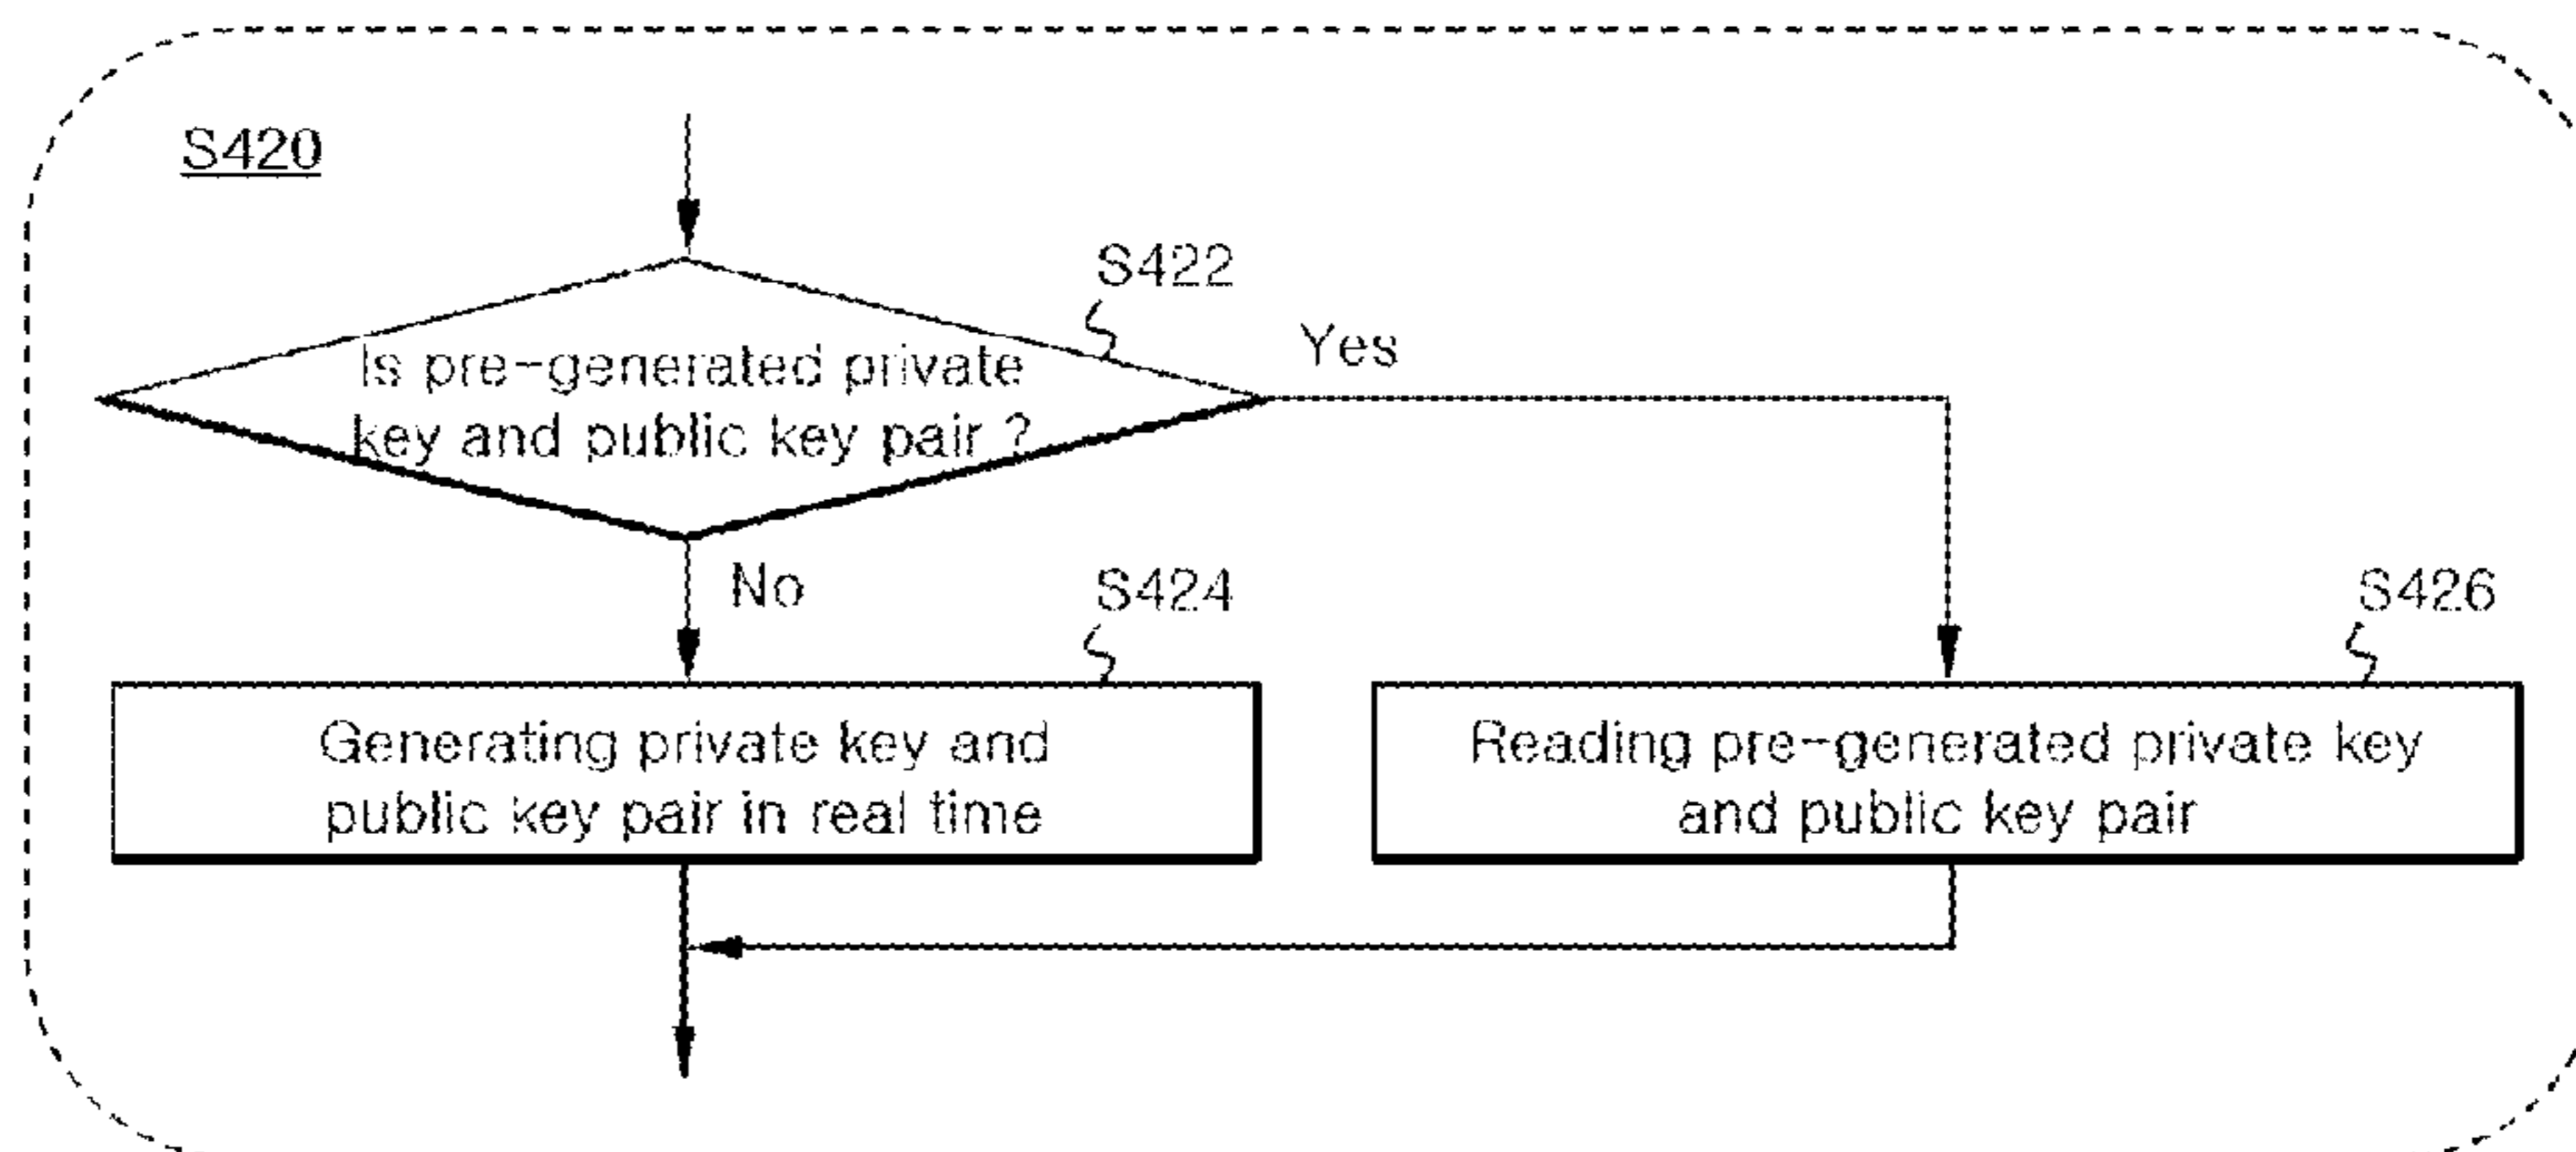 S420
S422
Is pre-generated private
key and public key pair ?
Yes
No
S424
S426
Generating private key and
public key pair in real time
Reading pre-generated private key
and public key pair